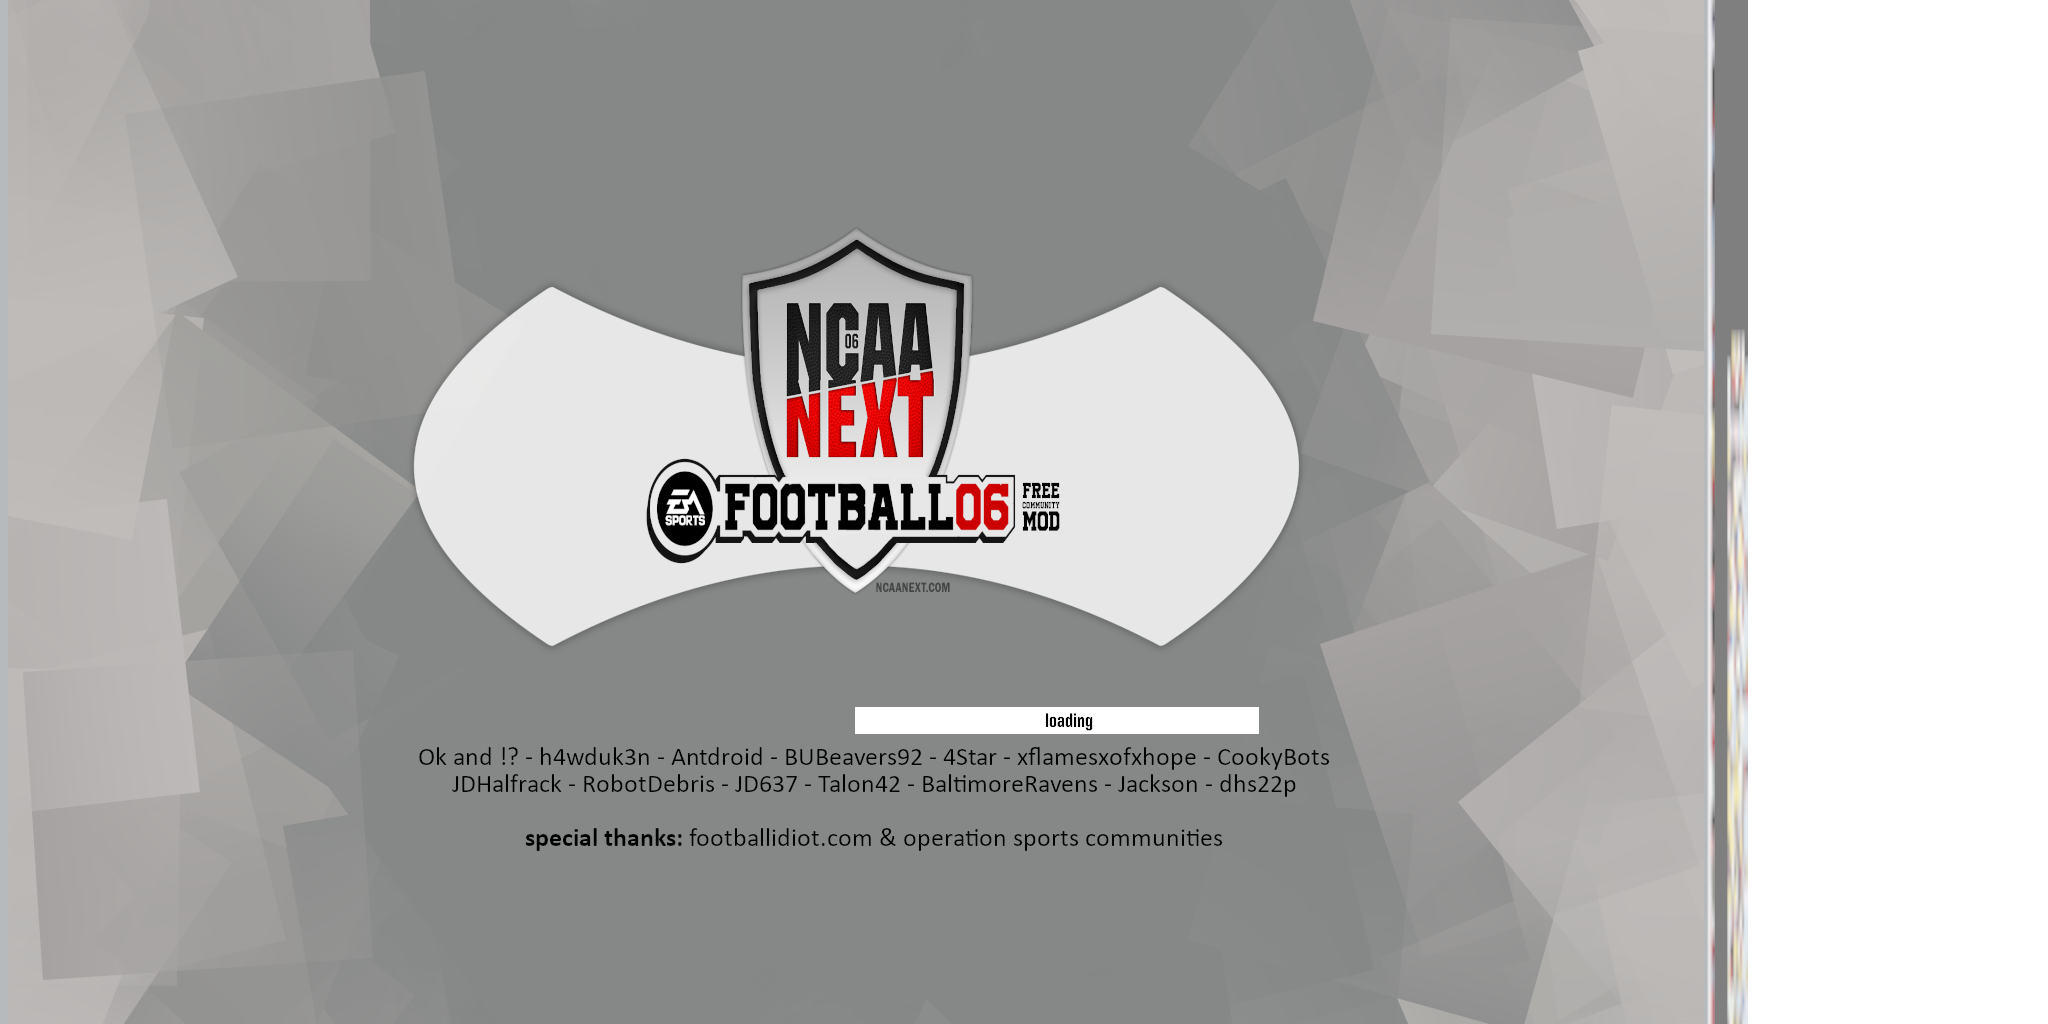 NCAA
06
NEXT
EA
SPORTS
FOOTBALL06
FREE
COMMUNITY
MOD
NCAANEXT.COM
loading
Ok and !? - h4wduk3n - Antdroid - BUBeavers92 - 4Star - xflamesxofxhope - CookyBots
JDHalfrack - RobotDebris - JD637 - Talon42 - BaltimoreRavens - Jackson - dhs22p
special thanks: footballidiot.com & operation sports communities